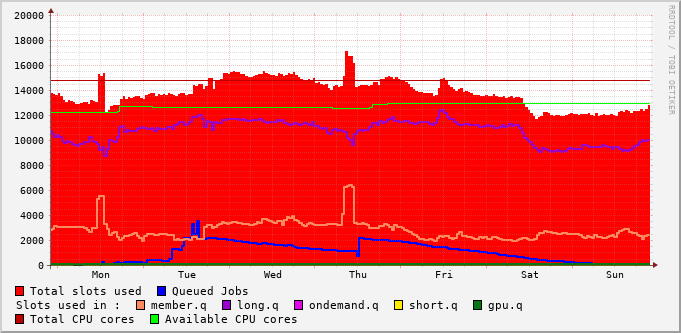 20000
18000
16000
14000
12000
10000
8000
6000
4000
2000
0
Mon Tue Wed Thu Fri Sat Sun
RRDTOOL / TOBI OETIKER
Total slots used Queued Jobs
Slots used in : member.q long.q ondemand.q short.q gpu.q
Total CPU cores Available CPU cores